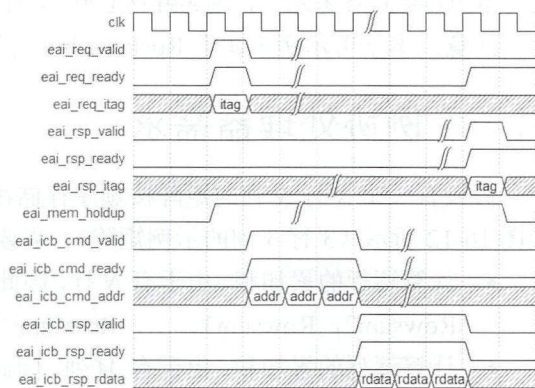 clk
eai_req_valid
eai_req_ready
eai_req_itag
itag
eai_rsp_valid
eai_rsp_ready
eai_rsp_itag
itag
eai_mem_holdup
eai_icb_cmd_valid
eai_icb_cmd_ready
eai_icb_cmd_addr
addr addr addr
eai_icb_rsp_valid
eai_icb_rsp_ready
eai_icb_rsp_rdata
rdata rdata rdata